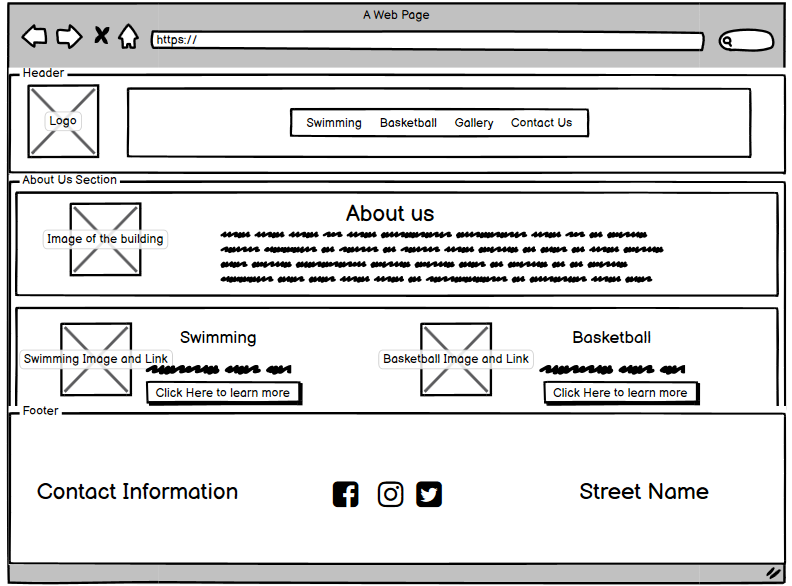 A Web Page
https://
Header
Logo
Swimming Basketball Gallery Contact Us
About Us Section
Image of the building
About us
Swimming
Basketball
Swimming Image and Link
Basketball Image and Link
Click Here to learn more
Click Here to learn more
Footer
Contact Information
Street Name